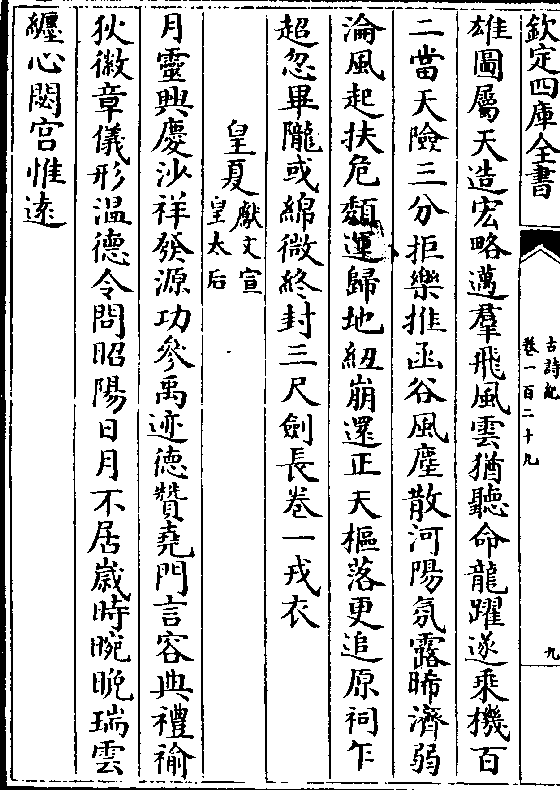 欽定四庫全書
古詩紀
卷一百二十九
九
雄圖屬天造宏略邁羣飛風雲猶聽命龍躍遂乘機百
二當天險三分拒樂推函谷風塵散河陽氛露晞濟弱
淪風起扶危頽運歸地紐崩還正天樞落更追原祠乍
超忽畢隴或綿微終封三尺劍長卷一戎衣
皇夏獻文宣皇太后
月靈興慶沙祥發源功參禹迹德贊堯門言容典禮褕
狄徽章儀形溫德令問昭陽日月不居歲時晼晚瑞雲
纏心閟宮惟遠